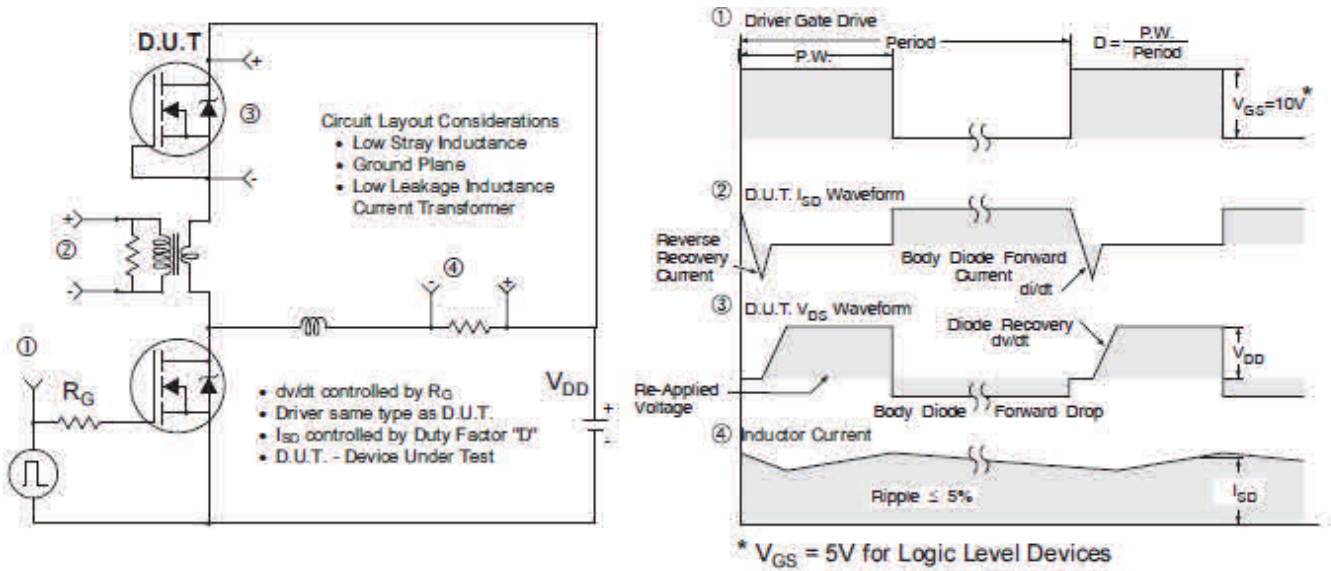 D.U.T
+
③
-
Circuit Layout Considerations
• Low Stray Inductance
• Ground Plane
• Low Leakage Inductance
Current Transformer
+
②
-
④
-
+
①
RG
VDD
+
-
• dv/dt controlled by RG
• Driver same type as D.U.T.
• ISD controlled by Duty Factor "D"
• D.U.T. - Device Under Test
① Driver Gate Drive
Period
P.W.
D = P.W.
Period
VGS=10V*
② D.U.T. ISD Waveform
Reverse
Recovery
Current
Body Diode Forward
Current
di/dt
③ D.U.T. VDS Waveform
Diode Recovery
dv/dt
VDD
Re-Applied
Voltage
Body Diode Forward Drop
④ Inductor Current
Ripple ≤ 5%
ISD
* VGS = 5V for Logic Level Devices